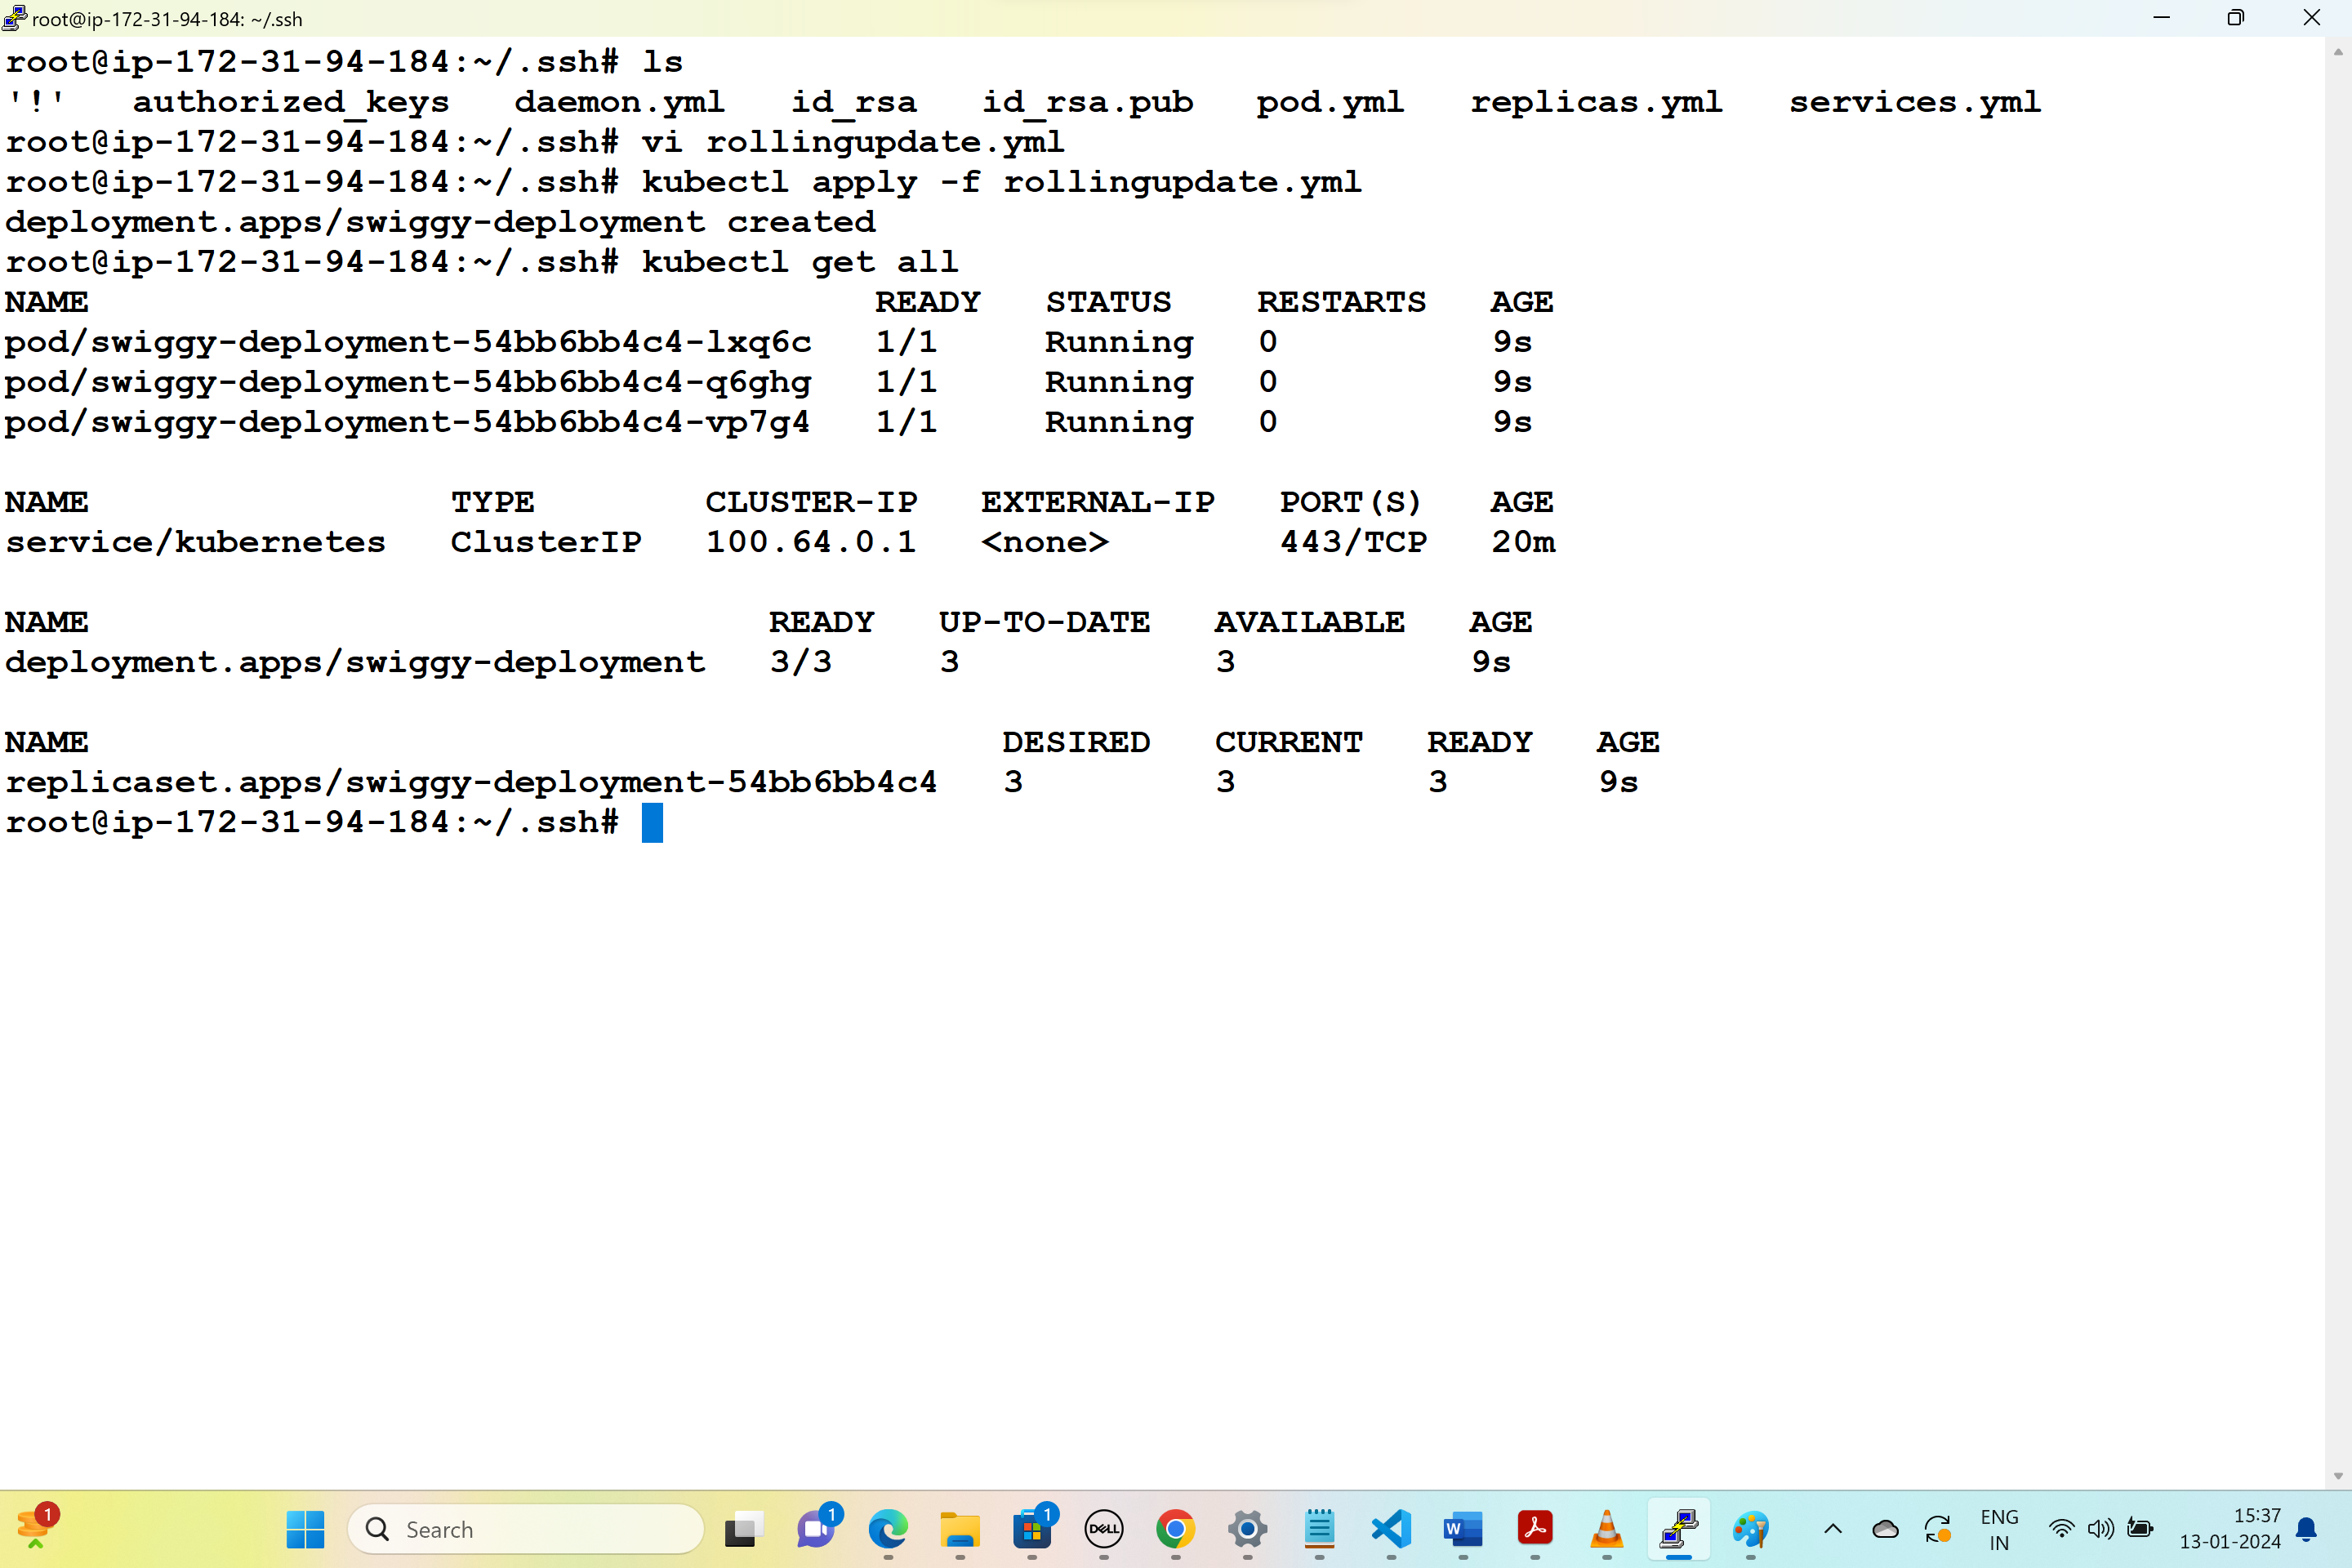 root@ip-172-31-94-184: ~/.ssh
root@ip-172-31-94-184:~/.ssh# ls
'!'   authorized_keys   daemon.yml   id_rsa   id_rsa.pub   pod.yml   replicas.yml   services.yml
root@ip-172-31-94-184:~/.ssh# vi rollingupdate.yml
root@ip-172-31-94-184:~/.ssh# kubectl apply -f rollingupdate.yml
deployment.apps/swiggy-deployment created
root@ip-172-31-94-184:~/.ssh# kubectl get all
NAME                                     READY   STATUS    RESTARTS   AGE
pod/swiggy-deployment-54bb6bb4c4-lxq6c   1/1     Running   0          9s
pod/swiggy-deployment-54bb6bb4c4-q6ghg   1/1     Running   0          9s
pod/swiggy-deployment-54bb6bb4c4-vp7g4   1/1     Running   0          9s
NAME                 TYPE        CLUSTER-IP   EXTERNAL-IP   PORT(S)   AGE
service/kubernetes   ClusterIP   100.64.0.1   <none>        443/TCP   20m
NAME                                READY   UP-TO-DATE   AVAILABLE   AGE
deployment.apps/swiggy-deployment   3/3     3            3           9s
NAME                                           DESIRED   CURRENT   READY   AGE
replicaset.apps/swiggy-deployment-54bb6bb4c4   3         3         3       9s
root@ip-172-31-94-184:~/.ssh#
1
Search
1
1
DELL
W
ENG
IN
15:37
13-01-2024